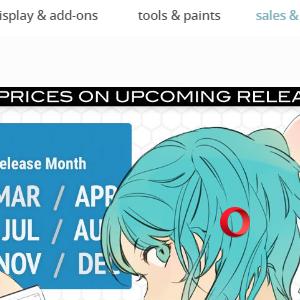 isplay & add-ons tools & paints sales &
PRICES ON UPCOMING RELEA
elease Month
MAR / APR
JUL / AU
NOV / DE